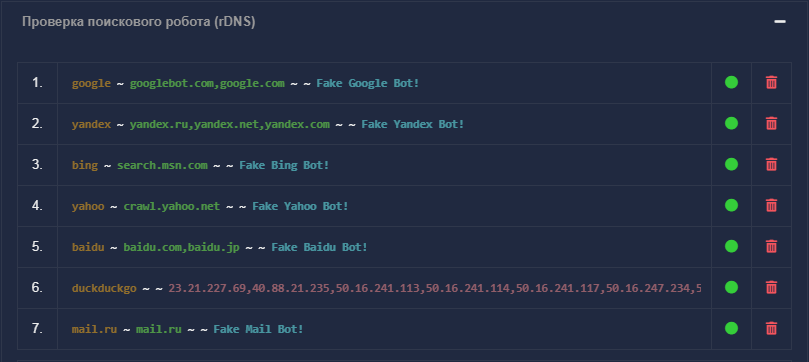 Проверка поискового робота (rDNS)
1. google ~ googlebot.com,google.com ~ ~ Fake Google Bot!
2. yandex ~ yandex.ru,yandex.net,yandex.com ~ ~ Fake Yandex Bot!
3. bing ~ search.msn.com ~ ~ Fake Bing Bot!
4. yahoo ~ crawl.yahoo.net ~ ~ Fake Yahoo Bot!
5. baidu ~ baidu.com,baidu.jp ~ ~ Fake Baidu Bot!
6. duckduckgo ~ ~ 23.21.227.69,40.88.21.235,50.16.241.113,50.16.241.114,50.16.241.117,50.16.247.234,5
7. mail.ru ~ mail.ru ~ ~ Fake Mail Bot!